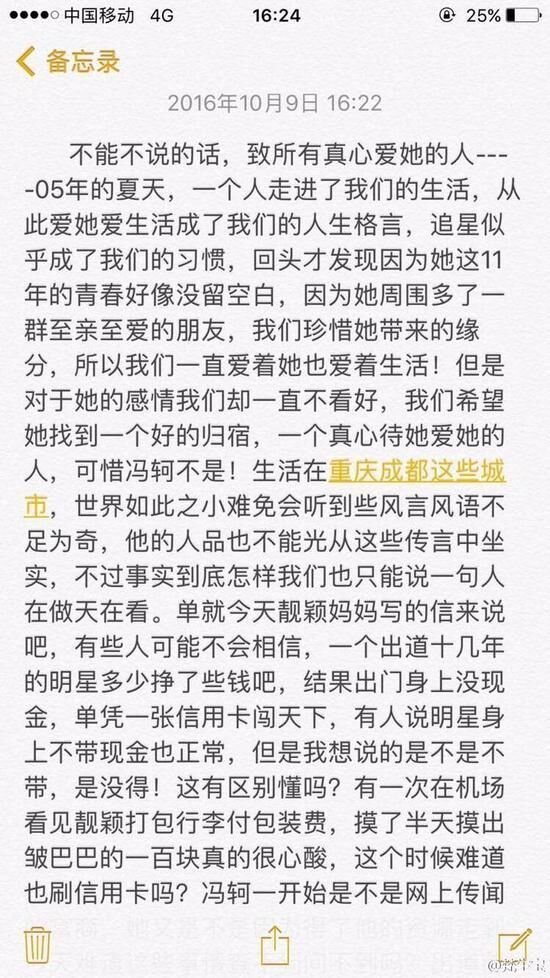 中国移动 4G 16:24 25%
备忘录
2016年10月9日 16:22
不能不说的话，致所有真心爱她的人---
-05年的夏天，一个人走进了我们的生活，从
此爱她爱生活成了我们的人生格言，追星似
乎成了我们的习惯，回头才发现因为她这11
年的青春好像没留空白，因为她周围多了一
群至亲至爱的朋友，我们珍惜她带来的缘
分，所以我们一直爱着她也爱着生活！但是
对于她的感情我们却一直不看好，我们希望
她找到一个好的归宿，一个真心待她爱她的
人，可惜冯轲不是！生活在重庆成都这些城
市，世界如此之小难免会听到些风言风语不
足为奇，他的人品也不能光从这些传言中坐
实，不过事实到底怎样我们也只能说一句人
在做天在看。单就今天靓颖妈妈写的信来说
吧，有些人可能不会相信，一个出道十几年
的明星多少挣了些钱吧，结果出门身上没现
金，单凭一张信用卡闯天下，有人说明星身
上不带现金也正常，但是我想说的是不是不
带，是没得！这有区别懂吗？有一次在机场
看见靓颖打包行李付包装费，摸了半天摸出
皱巴巴的一百块真的很心酸，这个时候难道
也刷信用卡吗？冯轲一开始是不是网上传闻